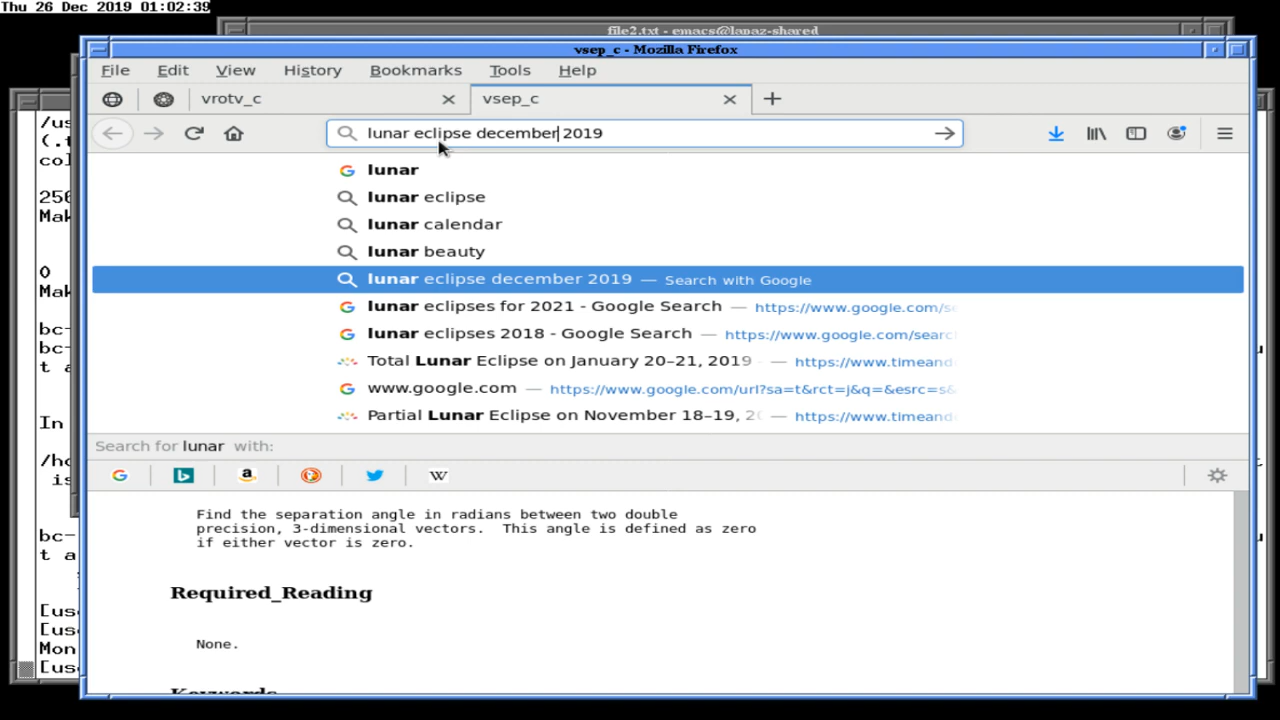 Thu 26 Dec 2019 01:02:39
file2.txt - emacs@lapaz-shared
vsep_c - Mozilla Firefox
File Edit View History Bookmarks Tools Help
vrotv_c vsep_c
lunar eclipse december 2019
lunar
lunar eclipse
lunar calendar
lunar beauty
lunar eclipse december 2019 — Search with Google
lunar eclipses for 2021 - Google Search — https://www.google.com/se
lunar eclipses 2018 - Google Search — https://www.google.com/searc
Total Lunar Eclipse on January 20–21, 2019 — https://www.timeand
www.google.com — https://www.google.com/url?sa=t&rct=j&q=&esrc=s&
Partial Lunar Eclipse on November 18–19, 20 — https://www.timeand
Search for lunar with:
Find the separation angle in radians between two double
precision, 3-dimensional vectors. This angle is defined as zero
if either vector is zero.
Required_Reading
None.
Keywords
/us
(.t
col
256
Mak
0
Mak
bc-
bc-
t a
In
/ho
is
bc-
t a
[use
[use
Mon
[use